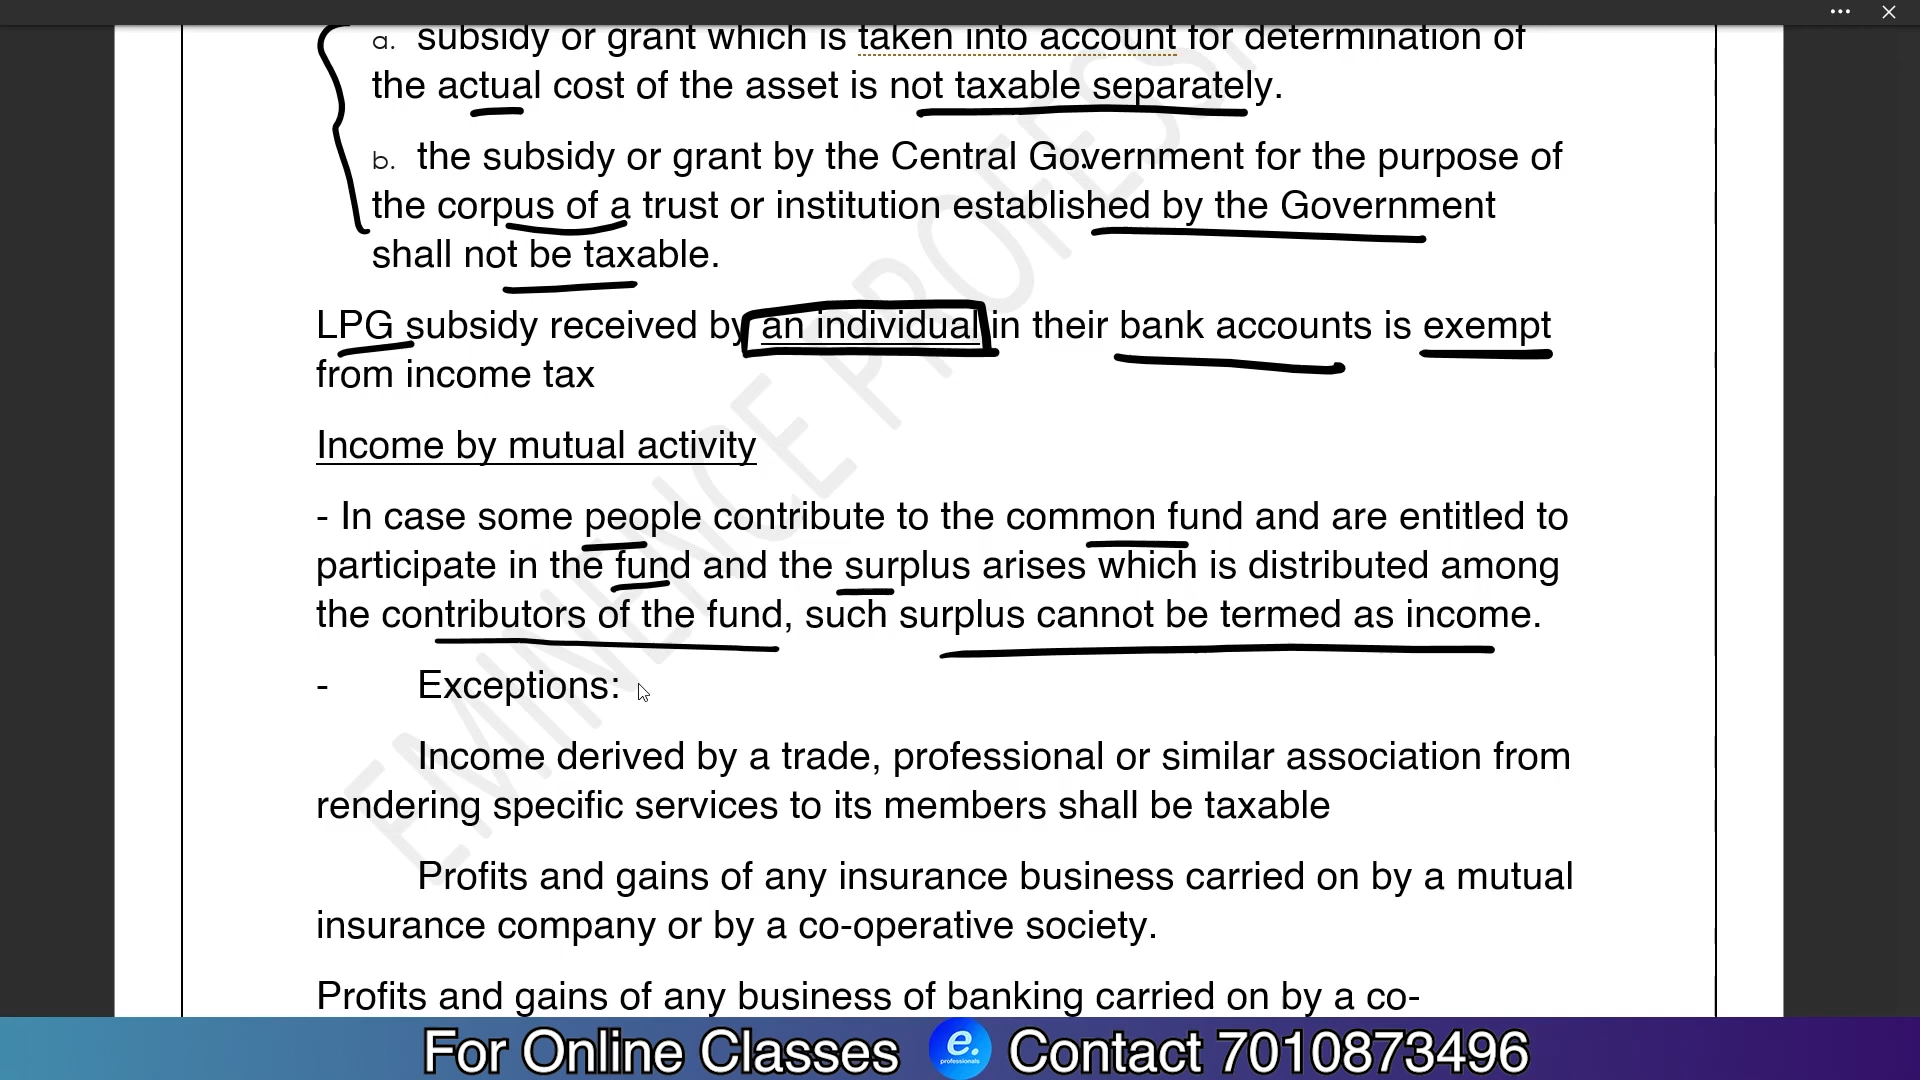 a. subsidy or grant which is taken into account for determination of
the actual cost of the asset is not taxable separately.
b. the subsidy or grant by the Central Government for the purpose of
the corpus of a trust or institution established by the Government
shall not be taxable.
LPG subsidy received by an individual in their bank accounts is exempt
from income tax
Income by mutual activity
- In case some people contribute to the common fund and are entitled to
participate in the fund and the surplus arises which is distributed among
the contributors of the fund, such surplus cannot be termed as income.
- Exceptions:
Income derived by a trade, professional or similar association from
rendering specific services to its members shall be taxable
Profits and gains of any insurance business carried on by a mutual
insurance company or by a co-operative society.
Profits and gains of any business of banking carried on by a co-
EMINENCE PROFESS
For Online Classes e. professionals Contact 7010873496